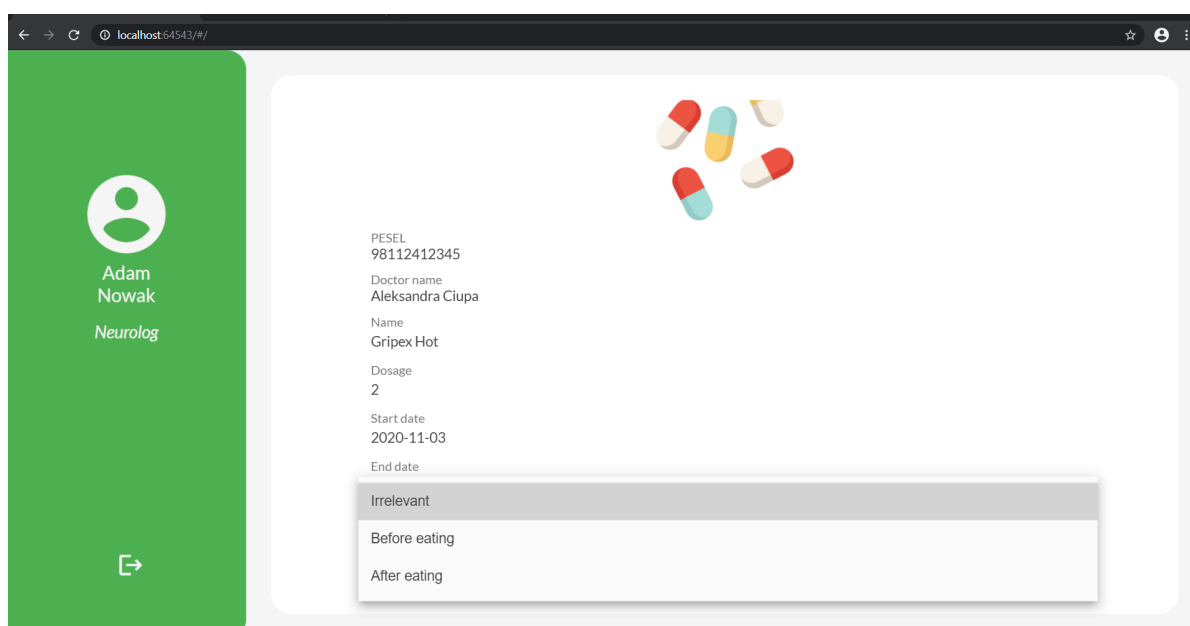 localhost:64543/#/
Adam
Nowak
Neurolog
PESEL
98112412345
Doctor name
Aleksandra Ciupa
Name
Gripex Hot
Dosage
2
Start date
2020-11-03
End date
Irrelevant
Before eating
After eating